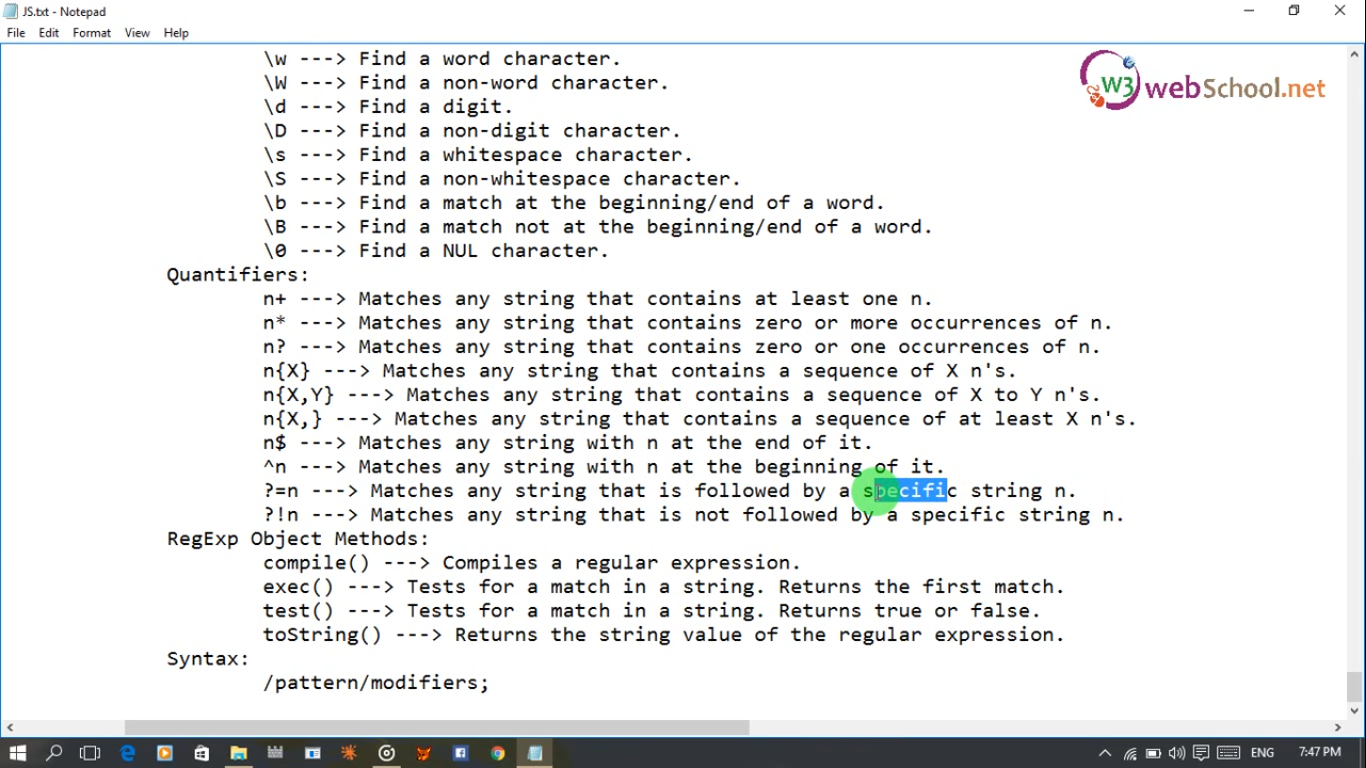 JS.txt - Notepad
File Edit Format View Help
\w ---> Find a word character.
\W ---> Find a non-word character.
\d ---> Find a digit.
\D ---> Find a non-digit character.
\s ---> Find a whitespace character.
\S ---> Find a non-whitespace character.
\b ---> Find a match at the beginning/end of a word.
\B ---> Find a match not at the beginning/end of a word.
\0 ---> Find a NUL character.
Quantifiers:
n+ ---> Matches any string that contains at least one n.
n* ---> Matches any string that contains zero or more occurrences of n.
n? ---> Matches any string that contains zero or one occurrences of n.
n{X} ---> Matches any string that contains a sequence of X n's.
n{X,Y} ---> Matches any string that contains a sequence of X to Y n's.
n{X,} ---> Matches any string that contains a sequence of at least X n's.
n$ ---> Matches any string with n at the end of it.
^n ---> Matches any string with n at the beginning of it.
?=n ---> Matches any string that is followed by a specific string n.
?!n ---> Matches any string that is not followed by a specific string n.
RegExp Object Methods:
compile() ---> Compiles a regular expression.
exec() ---> Tests for a match in a string. Returns the first match.
test() ---> Tests for a match in a string. Returns true or false.
toString() ---> Returns the string value of the regular expression.
Syntax:
/pattern/modifiers;
W3 webSchool.net
ENG 7:47 PM